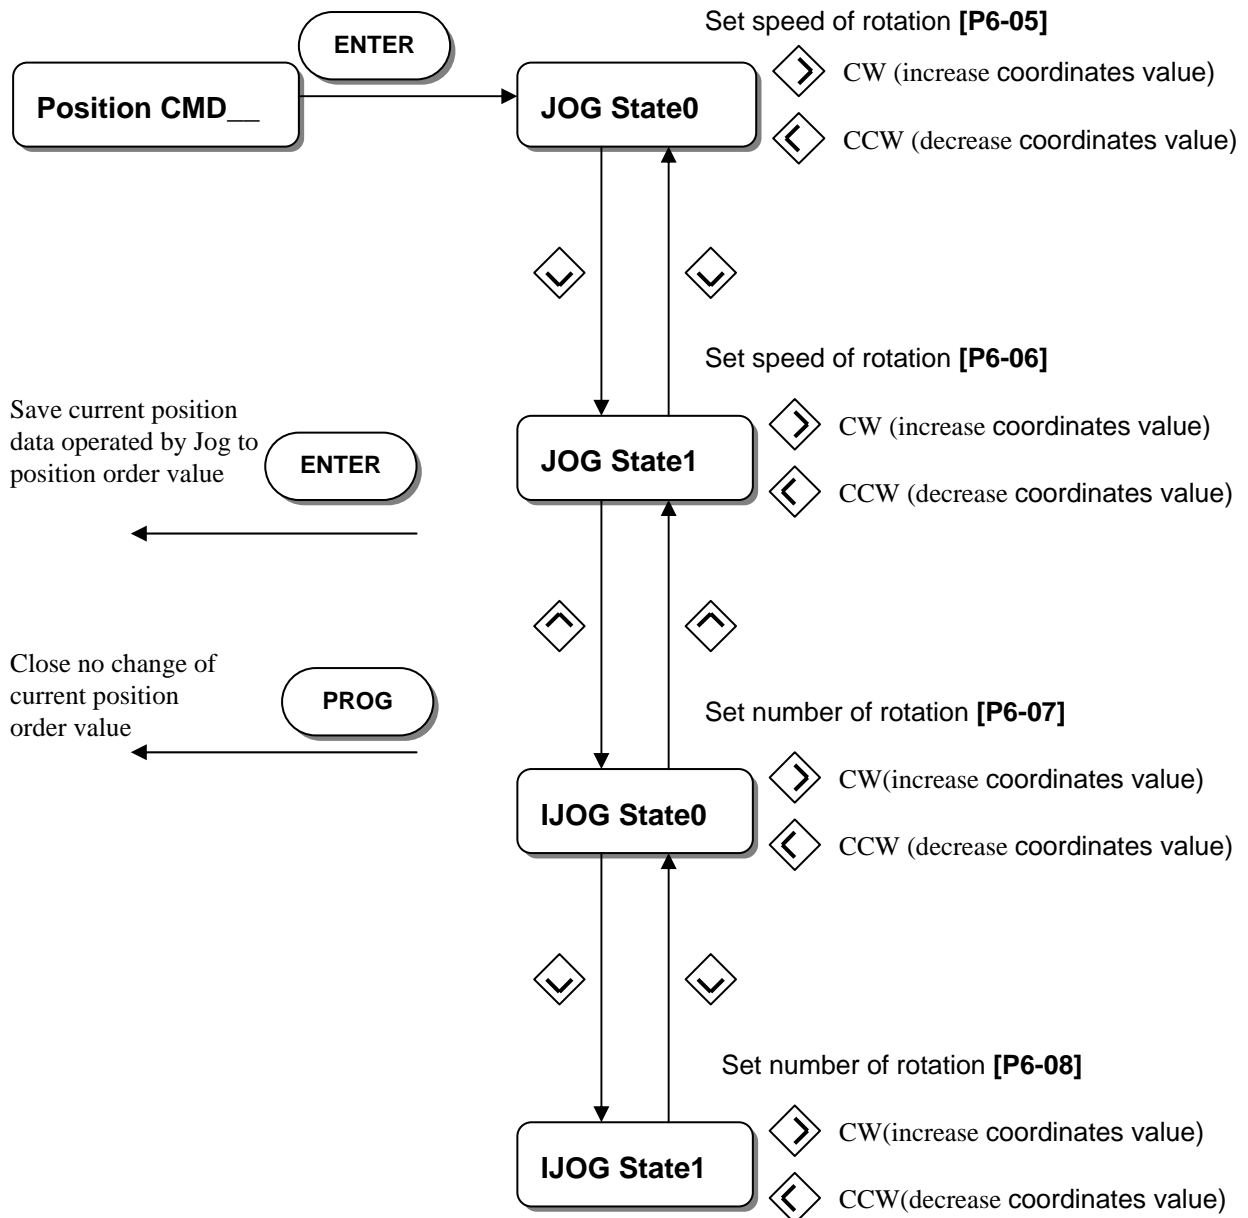 Set speed of rotation [P6-05]
ENTER
CW (increase coordinates value)
Position CMD__
JOG State0
CCW (decrease coordinates value)
Set speed of rotation [P6-06]
Save current position
data operated by Jog to
position order value
ENTER
JOG State1
CW (increase coordinates value)
CCW (decrease coordinates value)
Close no change of
current position
order value
PROG
Set number of rotation [P6-07]
IJOG State0
CW(increase coordinates value)
CCW (decrease coordinates value)
Set number of rotation [P6-08]
IJOG State1
CW(increase coordinates value)
CCW(decrease coordinates value)